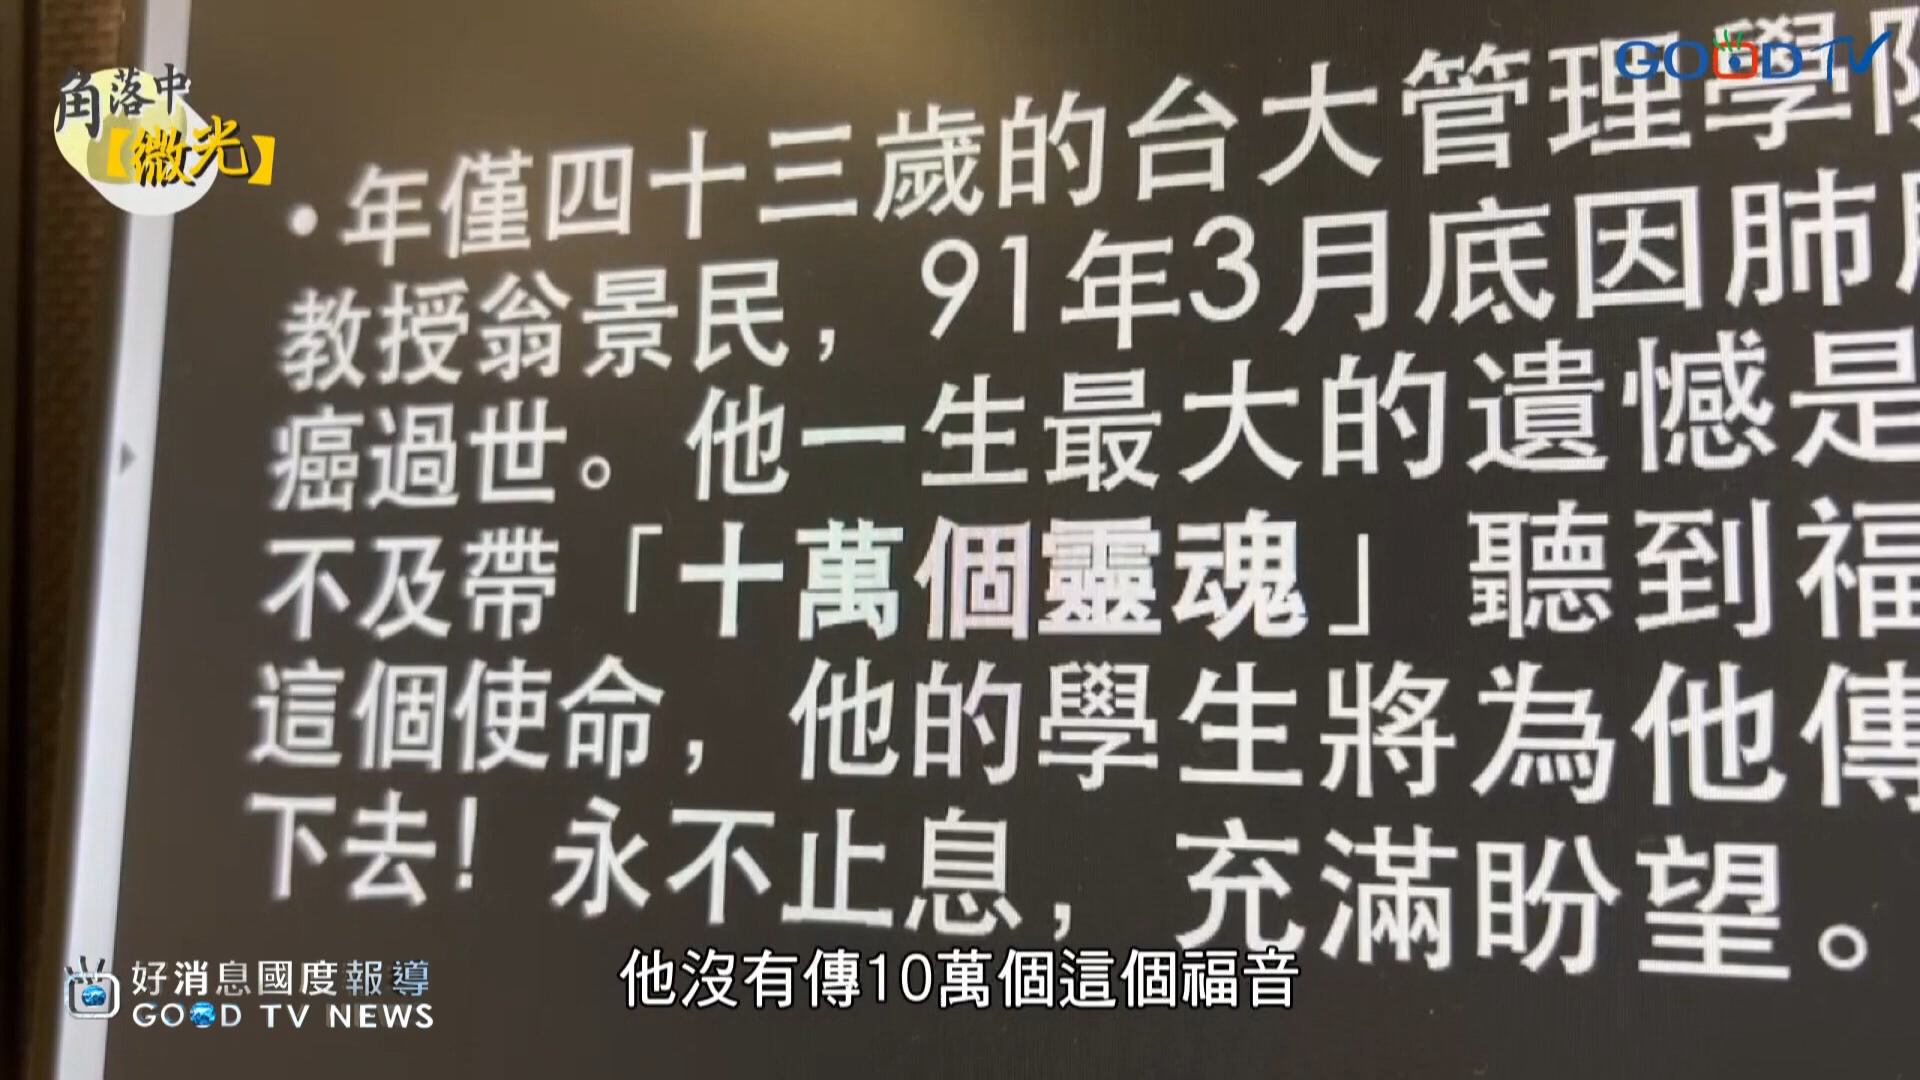 角落中
【微光】
GOOD TV
•年僅四十三歲的台大管理學院
教授翁景民，91年3月底因肺
癌過世。他一生最大的遺憾是
不及帶「十萬個靈魂」聽到福
這個使命，他的學生將為他傳
下去！永不止息，充滿盼望。
他沒有傳10萬個這個福音
好消息國度報導
GOOD TV NEWS